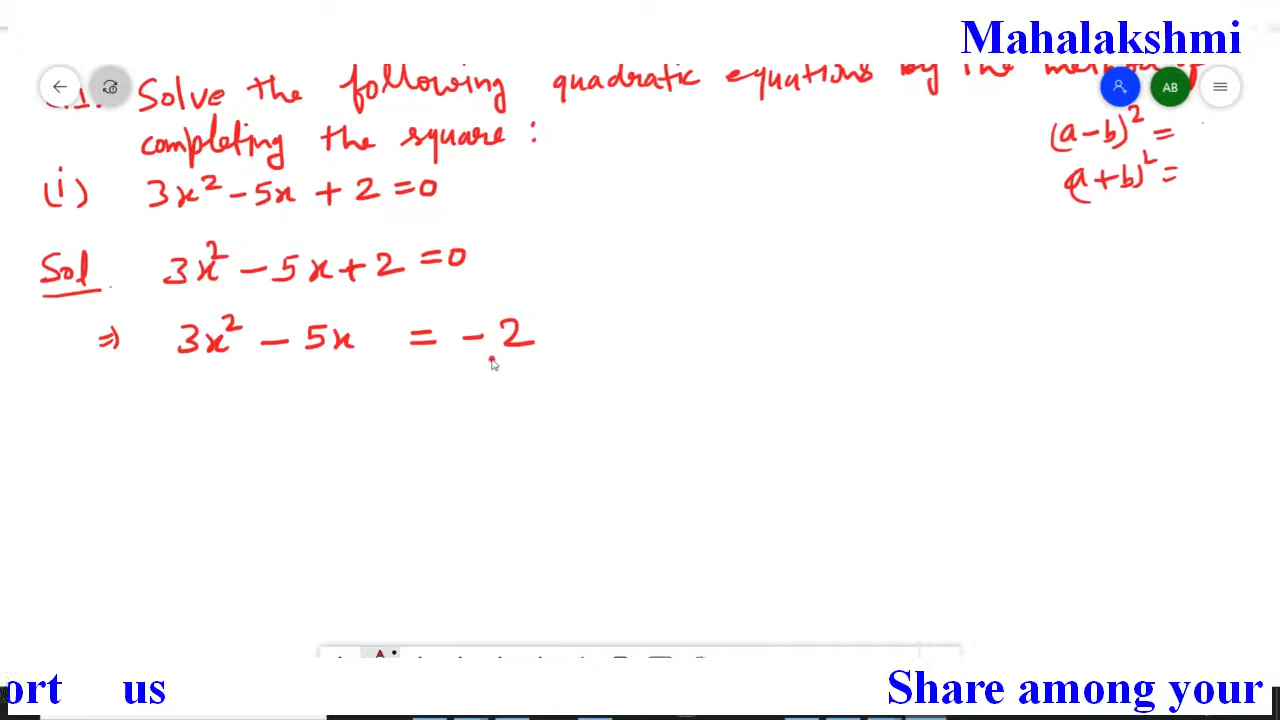 Mahalakshmi
Solve the following quadratic equations by the method of
completing the square :
(a-b)² =
(a+b)² =
(i) 3x² - 5x + 2 = 0
Sol 3x² - 5x + 2 = 0
⇒ 3x² - 5x = - 2
AB
ort us Share among your